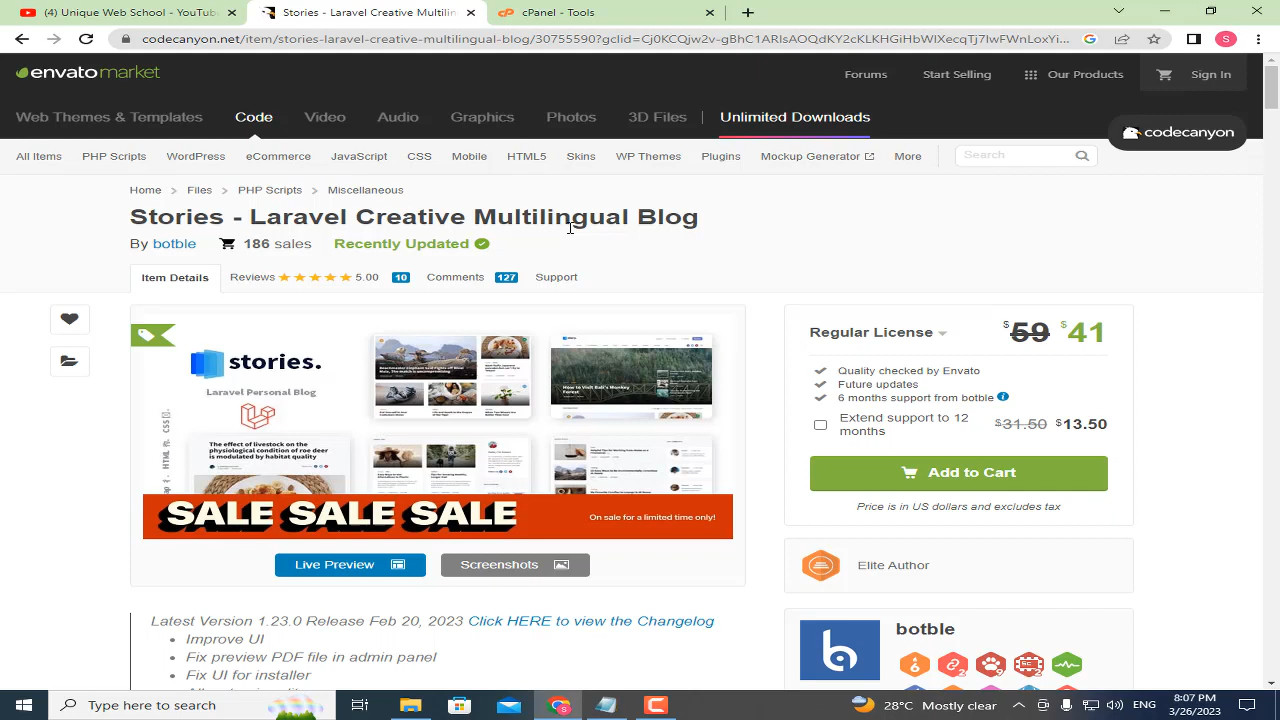 (4) Unique Web School - YouTub
Stories - Laravel Creative Multilin
cPanel - Tools
codecanyon.net/item/stories-laravel-creative-multilingual-blog/30755590?gclid=Cj0KCQjw2v-gBhC1ARIsAOQdKY2cKLKHGiHbWIXecqTj7IwFWnLoxYi...
envato market
Forums
Start Selling
Our Products
Sign In
Web Themes & Templates
Code
Video
Audio
Graphics
Photos
3D Files
Unlimited Downloads
codecanyon
All Items
PHP Scripts
WordPress
eCommerce
JavaScript
CSS
Mobile
HTML5
Skins
WP Themes
Plugins
Mockup Generator
More
Search
Home > Files > PHP Scripts > Miscellaneous
Stories - Laravel Creative Multilingual Blog
By botble 186 sales Recently Updated
Item Details
Reviews 5.00 10
Comments 127
Support
Regular License $59 $41
Quality checked by Envato
Future updates
6 months support from botble
Extend support to 12
months
$31.50 $13.50
Add to Cart
Price is in US dollars and excludes tax
stories.
Laravel Personal Blog
The effect of livestock on the
physiological condition of roe deer
is modulated by habitat quality
How to Visit Bali's Monkey
Forest
SALE SALE SALE
On sale for a limited time only!
Live Preview
Screenshots
Elite Author
botble
Latest Version 1.23.0 Release Feb 20, 2023 Click HERE to view the Changelog
• Improve UI
• Fix preview PDF file in admin panel
• Fix UI for installer
Type here to search
28°C Mostly clear
ENG
8:07 PM
3/26/2023